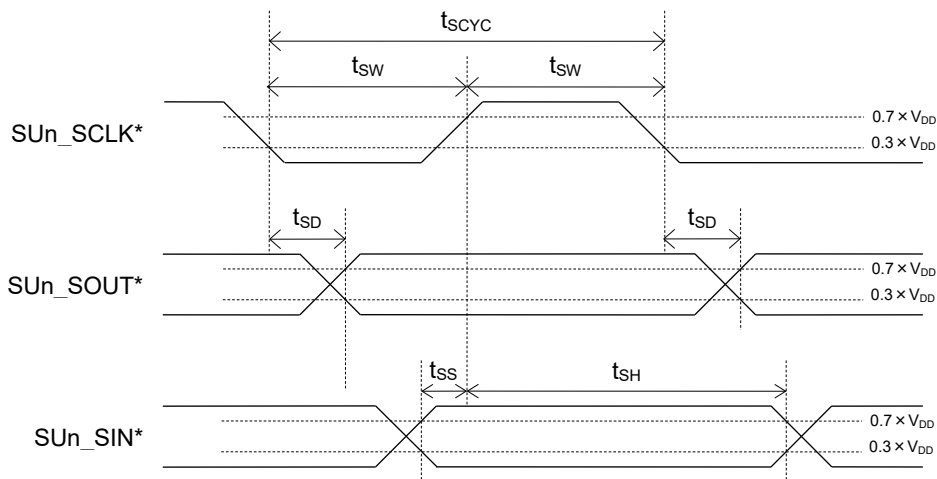 tSCYC
tSW tSW
SUn_SCLK*
0.7 × VDD
0.3 × VDD
tSD tSD
SUn_SOUT*
0.7 × VDD
0.3 × VDD
tSS tSH
SUn_SIN*
0.7 × VDD
0.3 × VDD